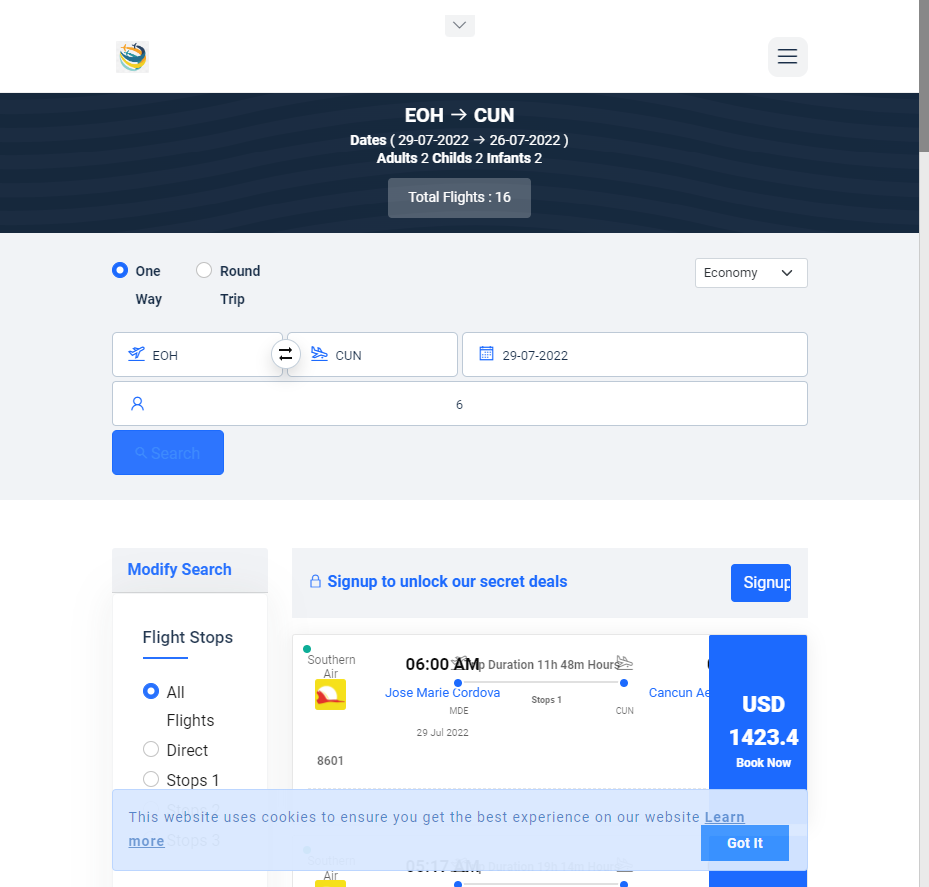 EOH → CUN
Dates ( 29-07-2022 → 26-07-2022 )
Adults 2 Childs 2 Infants 2
Total Flights : 16
One Way
Round Trip
Economy
EOH
CUN
29-07-2022
6
Search
Modify Search
Flight Stops
All Flights
Direct
Stops 1
Stops 2
Stops 3
Signup to unlock our secret deals
Signup
Southern Air
06:00 AM
Trip Duration 11h 48m Hours
Jose Marie Cordova
Stops 1
Cancun Ae
MDE
CUN
29 Jul 2022
8601
USD
1423.4
Book Now
This website uses cookies to ensure you get the best experience on our website Learn
more
Got It
Southern Air
05:17 AM
Trip Duration 19h 14m Hours